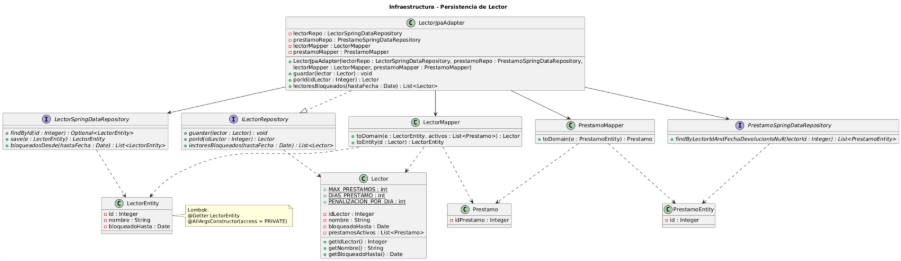 Infraestructura - Persistencia de Lector
C LectorJpaAdapter
lectorRepo : LectorSpringDataRepository
prestamoRepo : PrestamoSpringDataRepository
lectorMapper : LectorMapper
prestamoMapper : PrestamoMapper
LectorJpaAdapter(lectorRepo : LectorSpringDataRepository, prestamoRepo : PrestamoSpringDataRepository,
lectorMapper : LectorMapper, prestamoMapper : PrestamoMapper)
guardar(lector : Lector) : void
porId(idLector : Integer) : Lector
lectoresBloqueados(hastaFecha : Date) : List<Lector>
I LectorSpringDataRepository
findById(id : Integer) : Optional<LectorEntity>
save(e : LectorEntity) : LectorEntity
bloqueadosDesde(hastaFecha : Date) : List<LectorEntity>
I ILectorRepository
guardar(lector : Lector) : void
porId(idLector : Integer) : Lector
lectoresBloqueados(hastaFecha : Date) : List<Lector>
C LectorMapper
toDomain(e : LectorEntity, activos : List<Prestamo>) : Lector
toEntity(d : Lector) : LectorEntity
C PrestamoMapper
toDomain(e : PrestamoEntity) : Prestamo
I PrestamoSpringDataRepository
findByLectorIdAndFechaDevolucionIsNull(lectorId : Integer) : List<PrestamoEntity>
C LectorEntity
id : Integer
nombre : String
bloqueadoHasta : Date
Lombok:
@Getter LectorEntity
@AllArgsConstructor(access = PRIVATE)
C Lector
MAX_PRESTAMOS : int
DIAS_PRESTAMO : int
PENALIZACION_POR_DIA : int
idLector : Integer
nombre : String
bloqueadoHasta : Date
prestamosActivos : List<Prestamo>
getIdLector() : Integer
getNombre() : String
getBloqueadoHasta() : Date
C Prestamo
idPrestamo : Integer
C PrestamoEntity
id : Integer